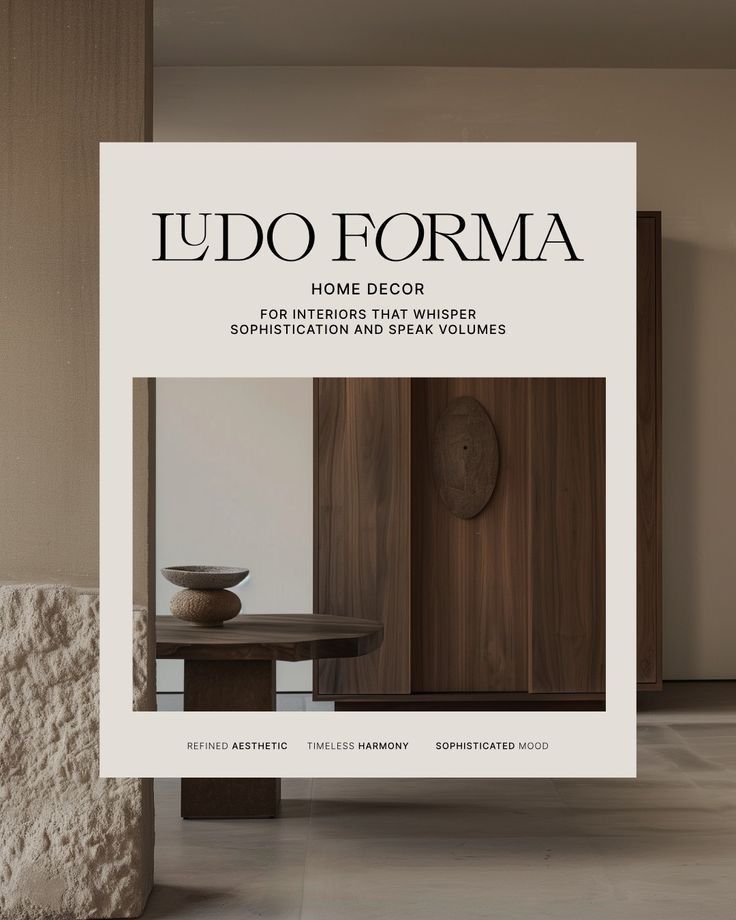 LUDO FORMA
HOME DECOR
FOR INTERIORS THAT WHISPER
SOPHISTICATION AND SPEAK VOLUMES
REFINED AESTHETIC TIMELESS HARMONY SOPHISTICATED MOOD